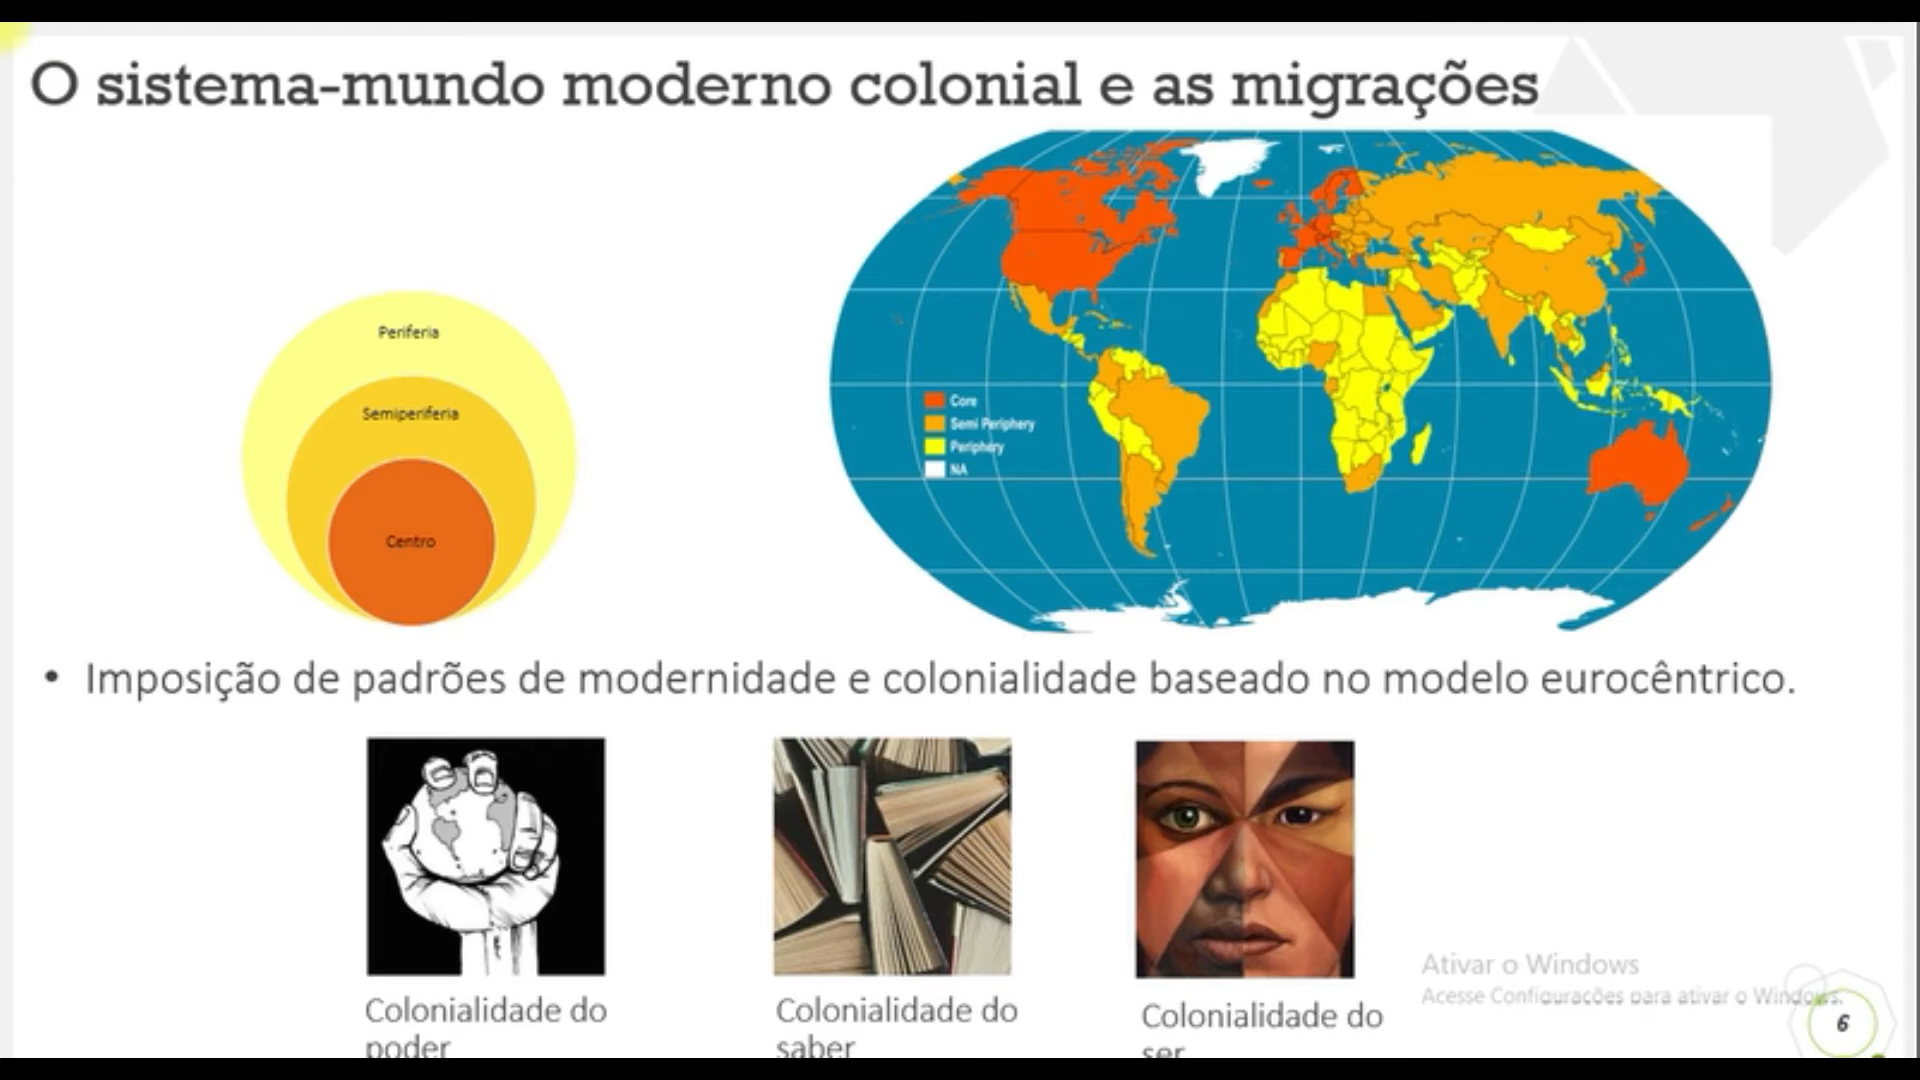 O sistema-mundo moderno colonial e as migrações
Periferia
Semiperiferia
Centro
Core
Semi Periphery
Periphery
NA
• Imposição de padrões de modernidade e colonialidade baseado no modelo eurocêntrico.
Colonialidade do
poder
Colonialidade do
saber
Colonialidade do
ser
Ativar o Windows
Acesse Configurações para ativar o Windows.
6